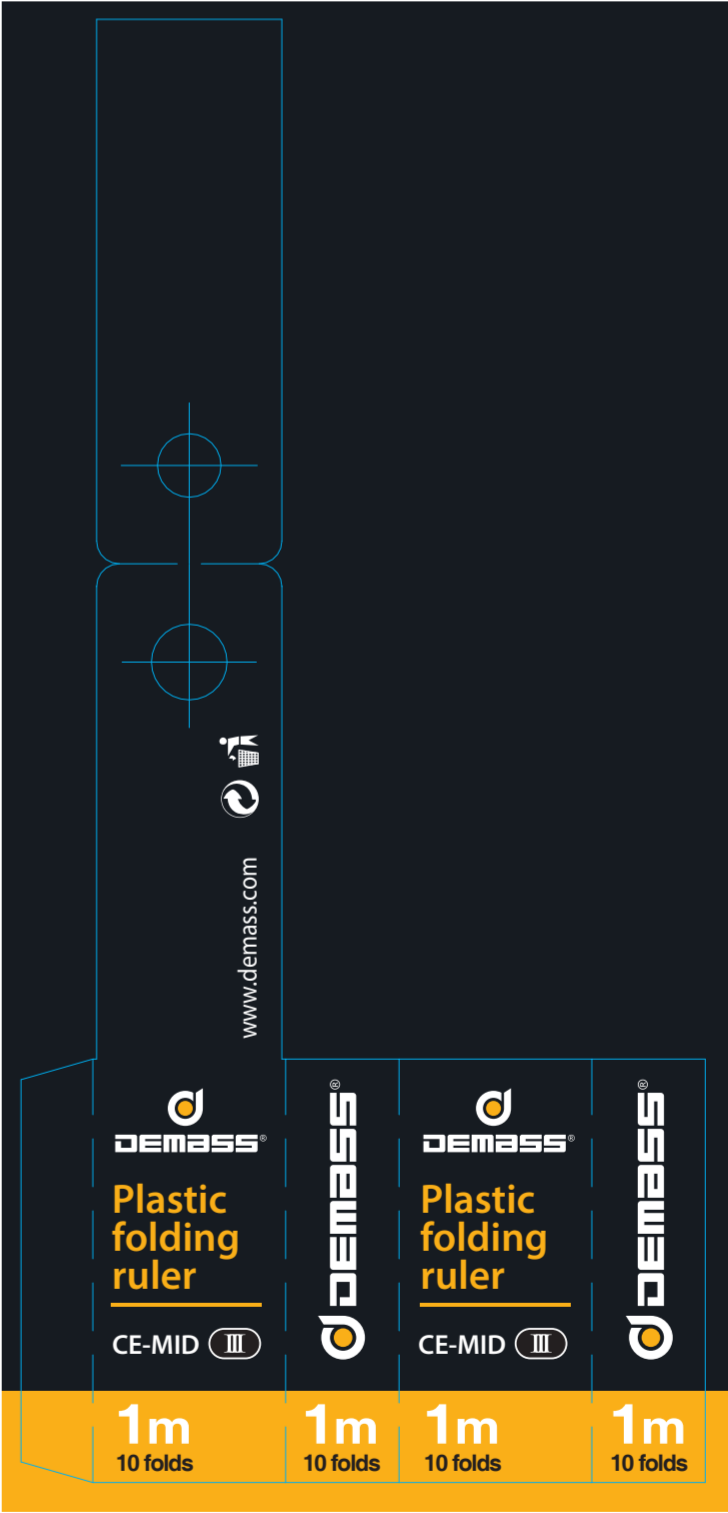 www.demass.com
DEMASS®
Plastic
folding
ruler
CE-MID III
1m
10 folds
DEMASS®
1m
10 folds
DEMASS®
Plastic
folding
ruler
CE-MID III
1m
10 folds
DEMASS®
1m
10 folds